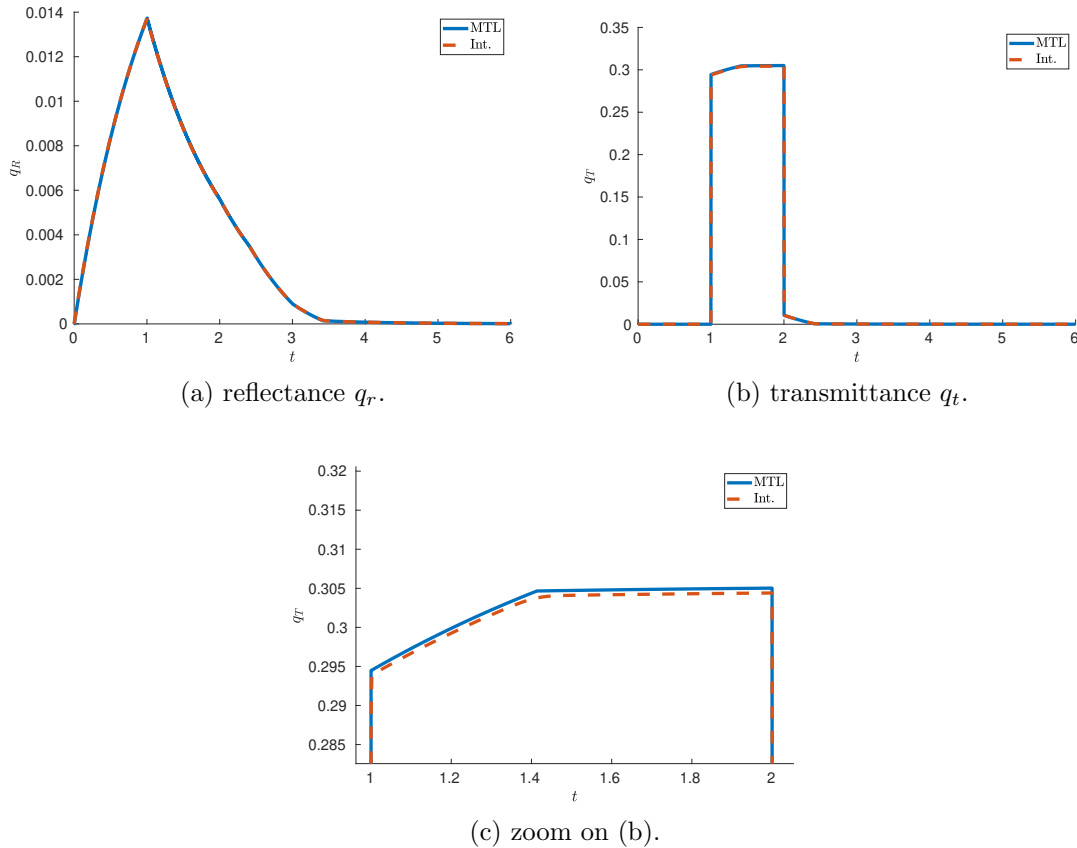 0.014
0.012
0.01
0.008
0.006
0.004
0.002
0
q_R
0 1 2 3 4 5 6
t
MTL
Int.
(a) reflectance q_r.
0.35
0.3
0.25
0.2
0.15
0.1
0.05
0
q_T
0 1 2 3 4 5 6
t
MTL
Int.
(b) transmittance q_t.
0.32
0.315
0.31
0.305
0.3
0.295
0.29
0.285
q_T
1 1.2 1.4 1.6 1.8 2
t
MTL
Int.
(c) zoom on (b).